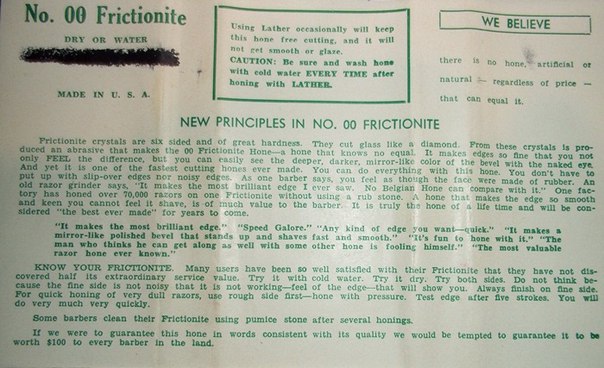 No. 00 Frictionite
DRY OR WATER
MADE IN U. S. A.
Using Lather occasionally will keep
this hone free cutting, and it will
not get smooth or glaze.
CAUTION: Be sure and wash hone
with cold water EVERY TIME after
honing with LATHER.
WE BELIEVE
there is no hone, artificial or
natural — regardless of price —
that can equal it.
NEW PRINCIPLES IN NO. 00 FRICTIONITE
Frictionite crystals are six sided and of great hardness. They cut glass like a diamond. From these crystals is pro-
duced an abrasive that makes the 00 Frictionite Hone—a hone that knows no equal. It makes edges so fine that you not
only FEEL the difference, but you can easily see the deeper, darker, mirror-like color of the bevel with the naked eye.
And yet it is one of the fastest cutting hones ever made. You can do everything with this hone. You don't have to
put up with slip-over edges nor noisy edges. As one barber says, you feel as though the face were made of rubber. An
old razor grinder says, "It makes the most brilliant edge I ever saw. No Belgian Hone can compare with it." One fac-
tory has honed over 70,000 razors on one Frictionite without using a rub stone. A hone that makes the edge so smooth
and keen you cannot feel it shave, is of much value to the barber. It is truly the hone of a life time and will be con-
sidered "the best ever made" for years to come.
"It makes the most brilliant edge." "Speed Galore." "Any kind of edge you want—quick." "It makes a
mirror-like polished bevel that stands up and shaves fast and smooth." "It's fun to hone with it." "The
man who thinks he can get along as well with some other hone is fooling himself." "The most valuable
razor hone ever known."
KNOW YOUR FRICTIONITE. Many users have been so well satisfied with their Frictionite that they have not dis-
covered half its extraordinary service value. Try it with cold water. Try it dry. Try both sides. Do not think be-
cause the fine side is not noisy that it is not working—feel of the edge—that will show you. Always finish on fine side.
For quick honing of very dull razors, use rough side first—hone with pressure. Test edge after five strokes. You will
do very much very quickly.
Some barbers clean their Frictionite using pumice stone after several honings.
If we were to guarantee this hone in words consistent with its quality we would be tempted to guarantee it to be
worth $100 to every barber in the land.